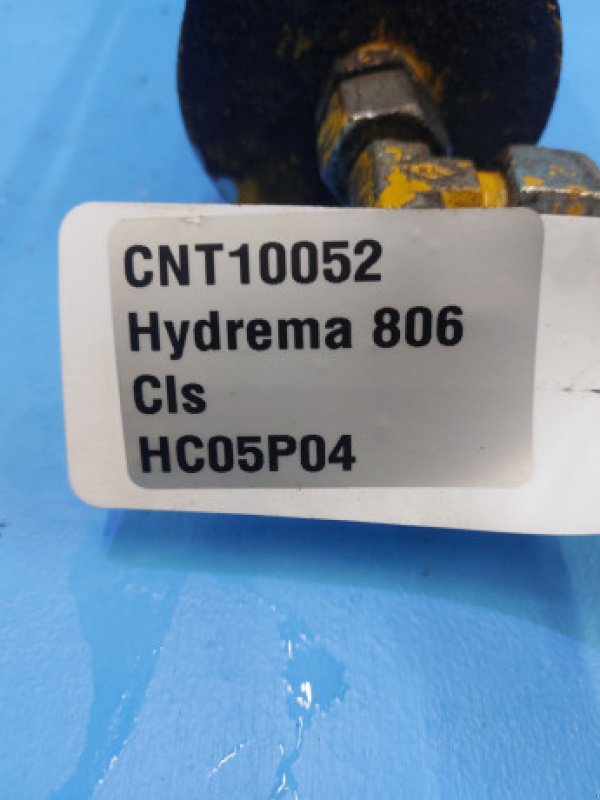 CNT10052
Hydrema 806
Cls
HC05P04